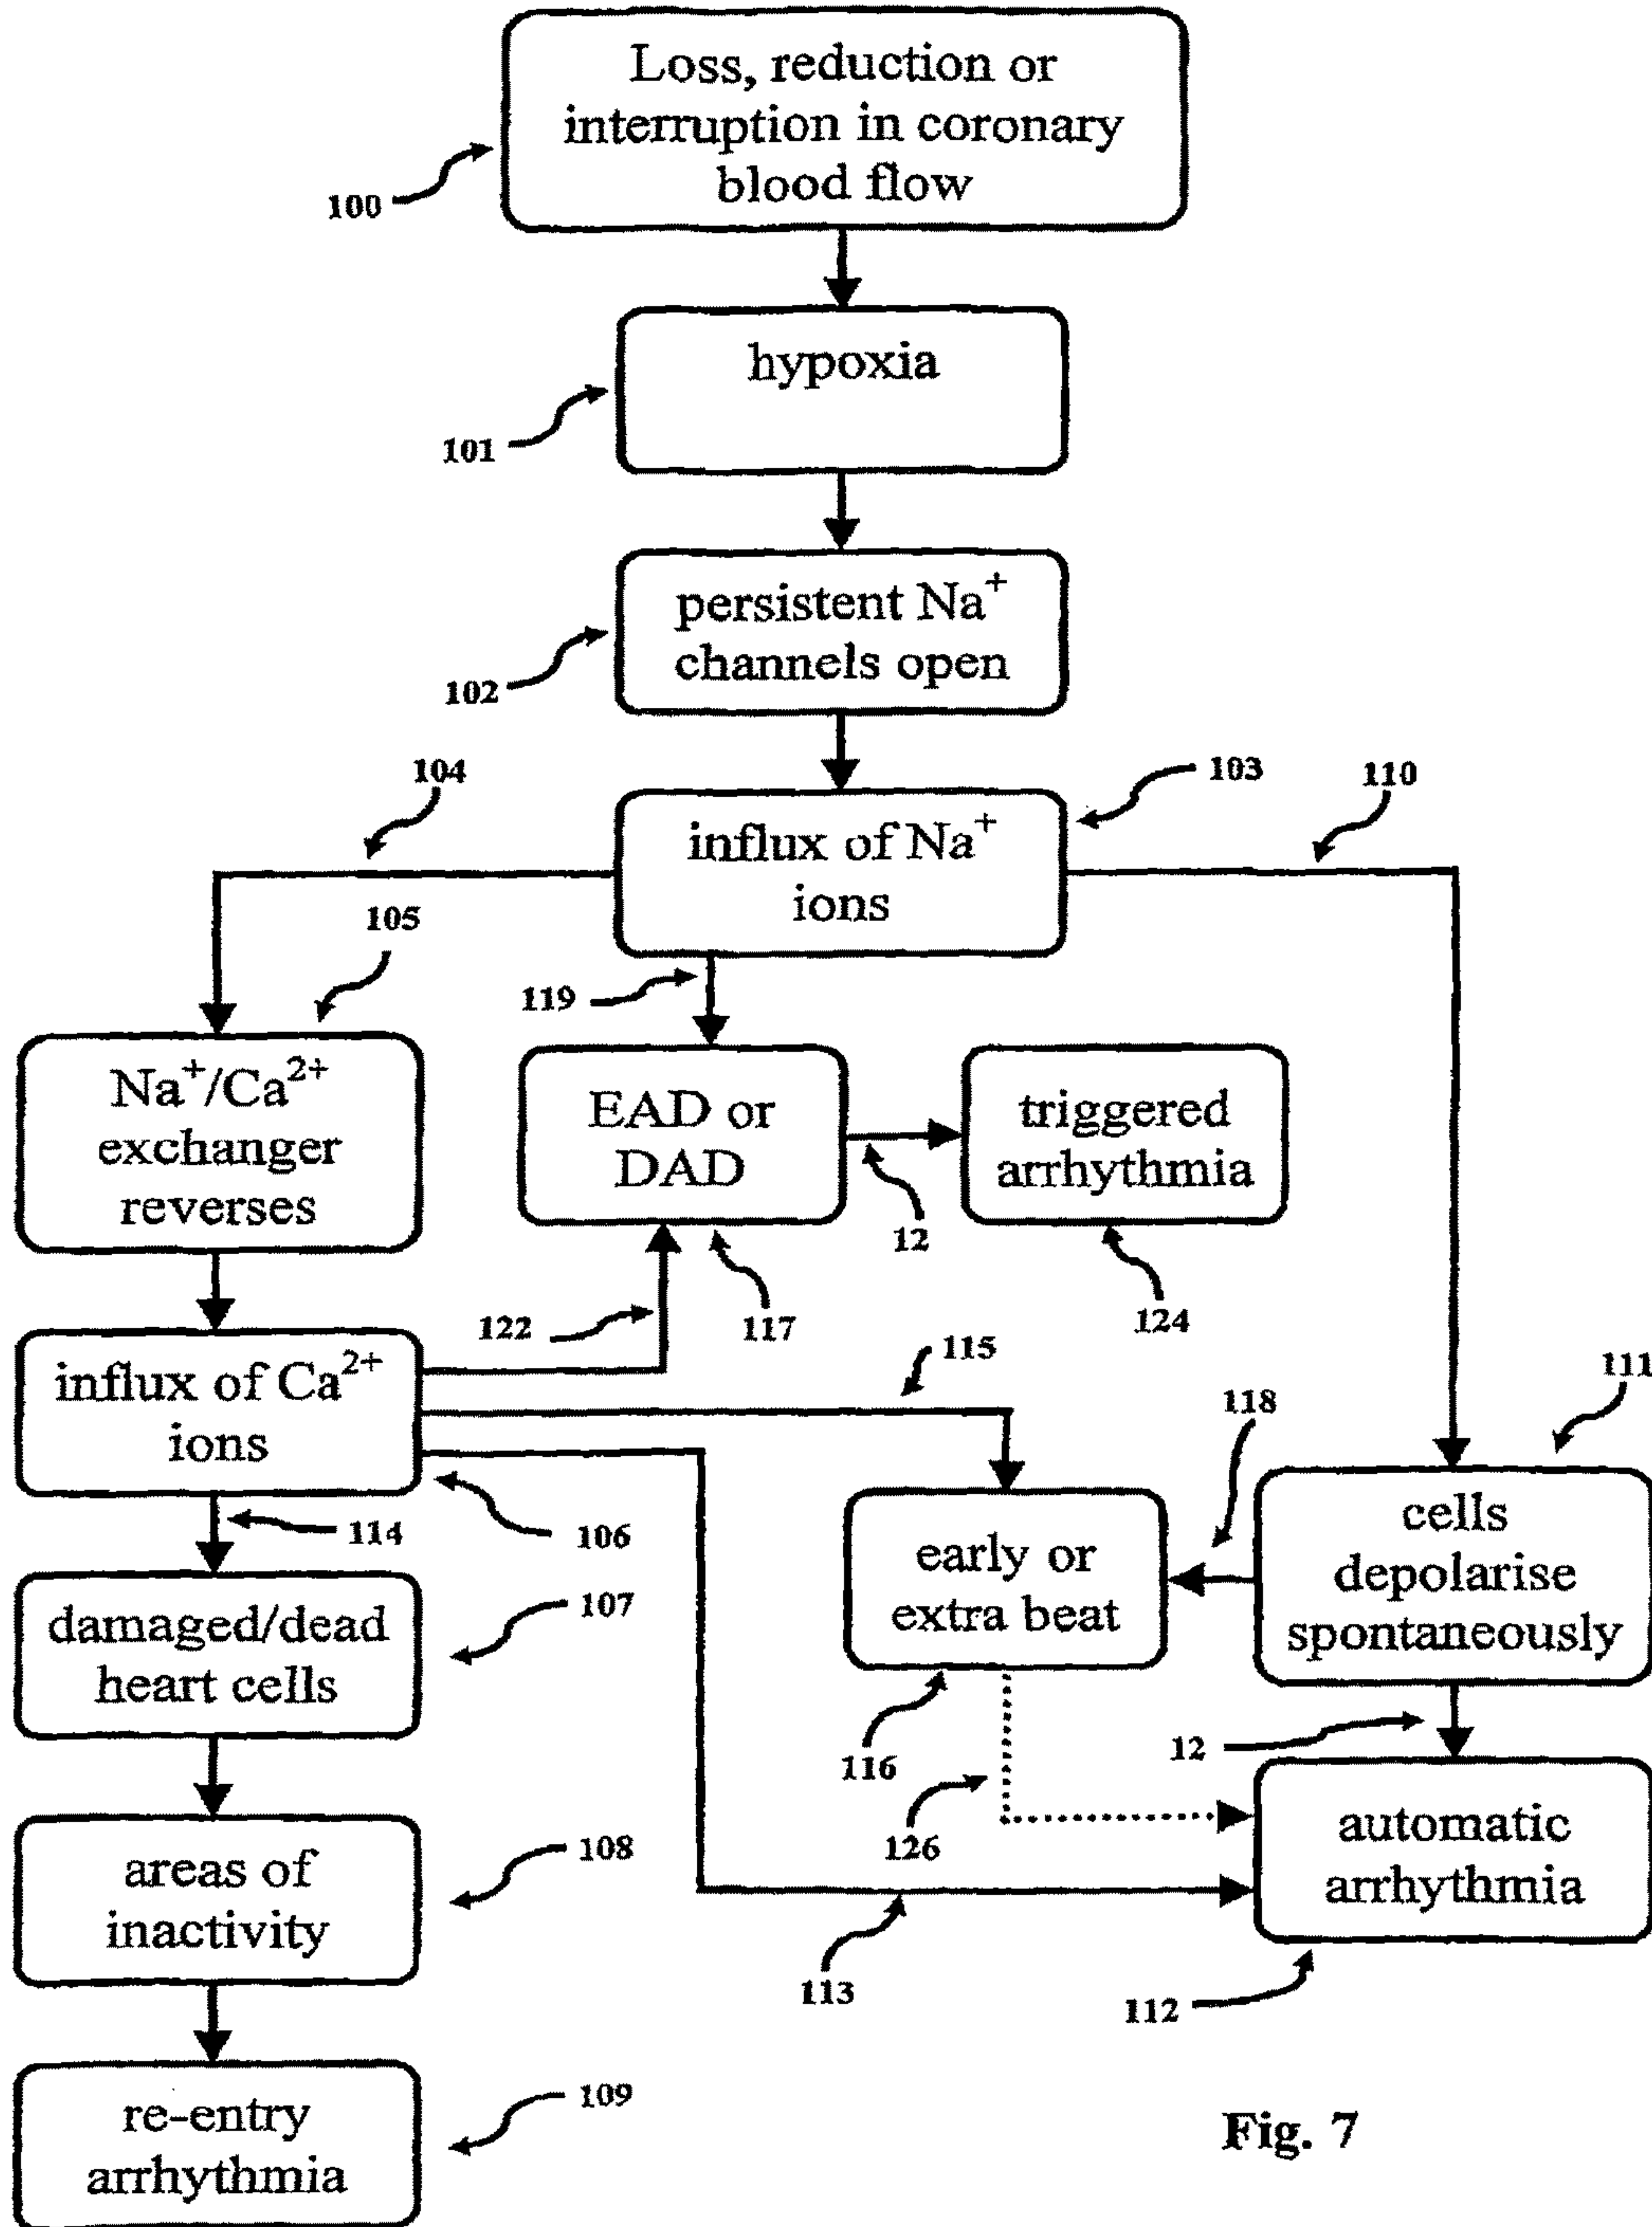 Loss, reduction or
interruption in coronary
blood flow
100
hypoxia
101
persistent Na⁺
channels open
102
104
103
110
influx of Na⁺
ions
105
119
Na⁺/Ca²⁺
exchanger
reverses
EAD or
DAD
triggered
arrhythmia
12
122
117
124
influx of Ca²⁺
ions
115
118
111
114
106
early or
extra beat
cells
depolarise
spontaneously
damaged/dead
heart cells
107
116
12
126
areas of
inactivity
108
automatic
arrhythmia
113
112
re-entry
arrhythmia
109
Fig. 7